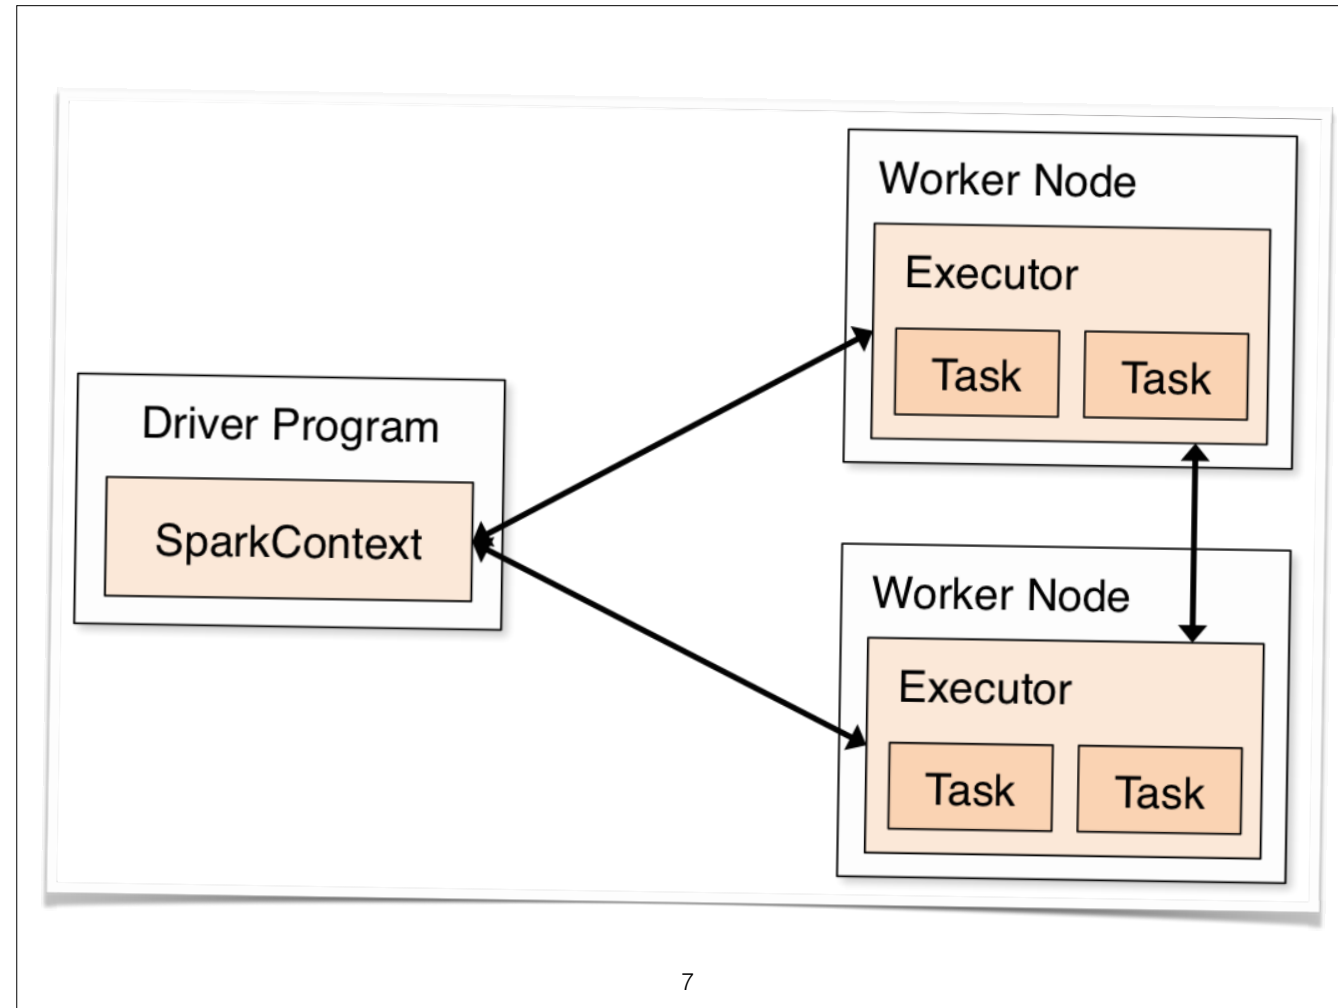 Driver Program
SparkContext
Worker Node
Executor
Task Task
Worker Node
Executor
Task Task
7